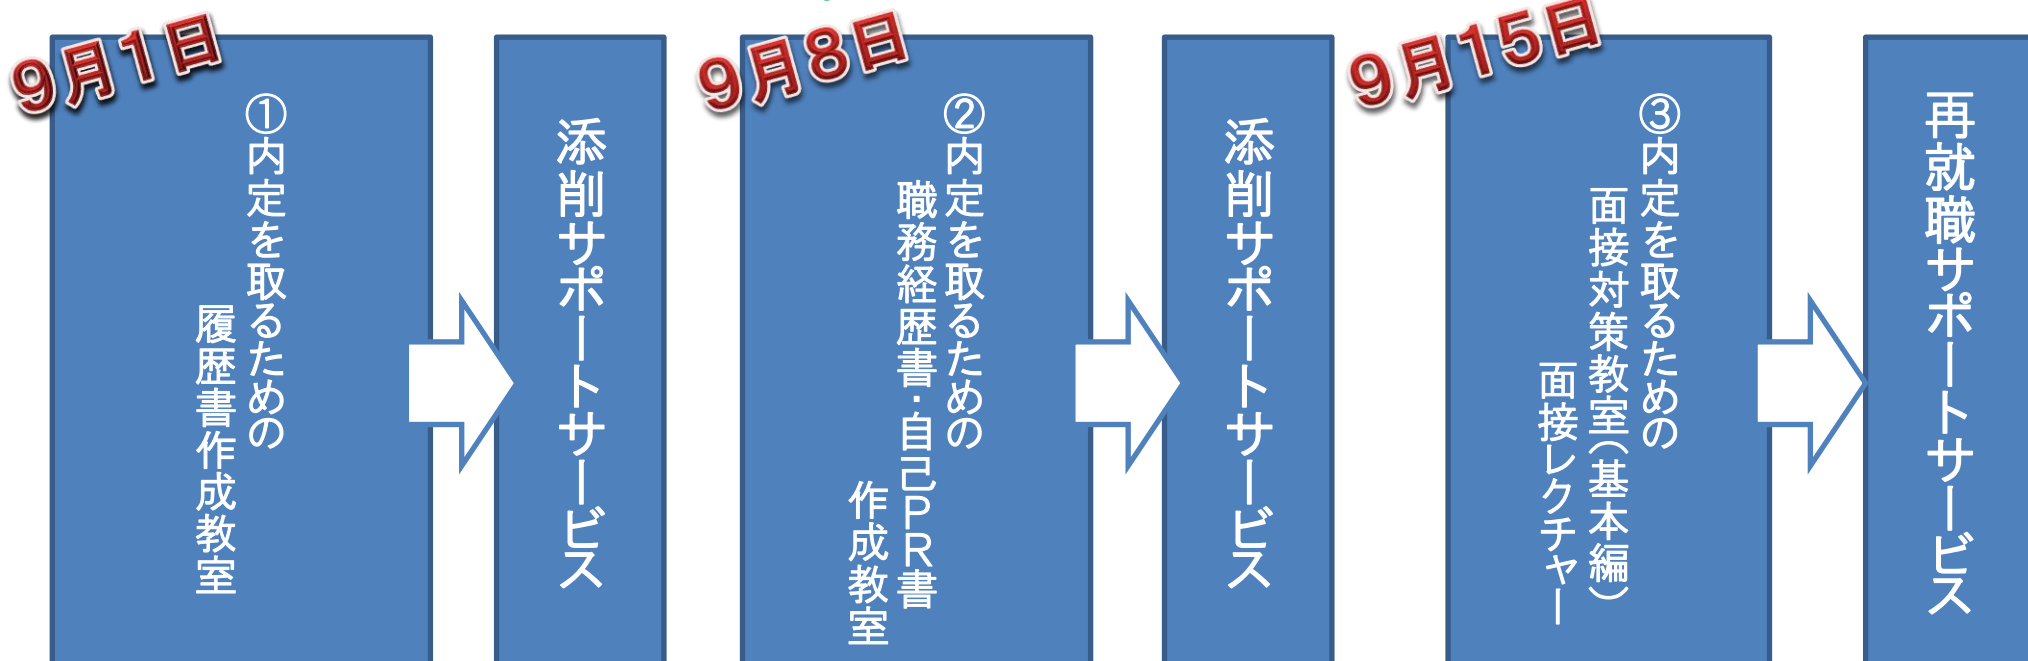 9月1日
①内定を取るための
履歴書作成教室
添削サポートサービス
9月8日
②内定を取るための
職務経歴書・自己PR書
作成教室
添削サポートサービス
9月15日
③内定を取るための
面接対策教室(基本編)
面接レクチャー
再就職サポートサービス